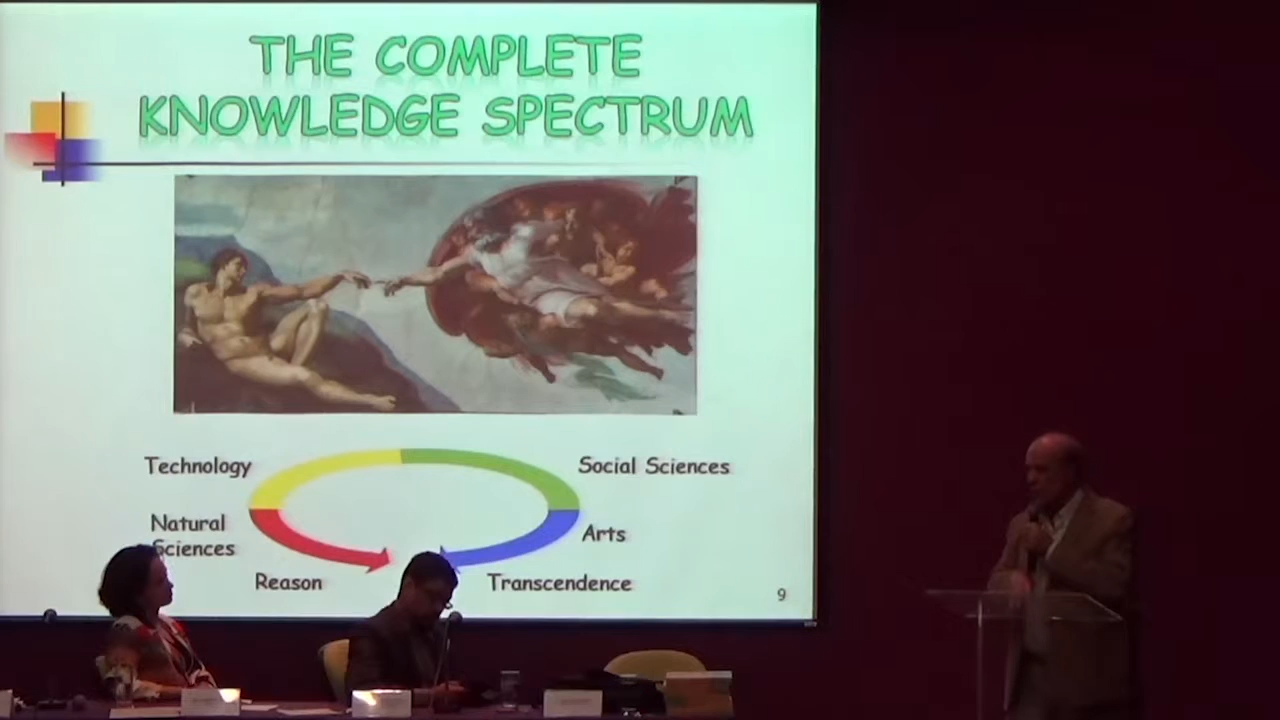 THE COMPLETE
KNOWLEDGE SPECTRUM
Technology
Social Sciences
Natural
Sciences
Arts
Reason
Transcendence
9